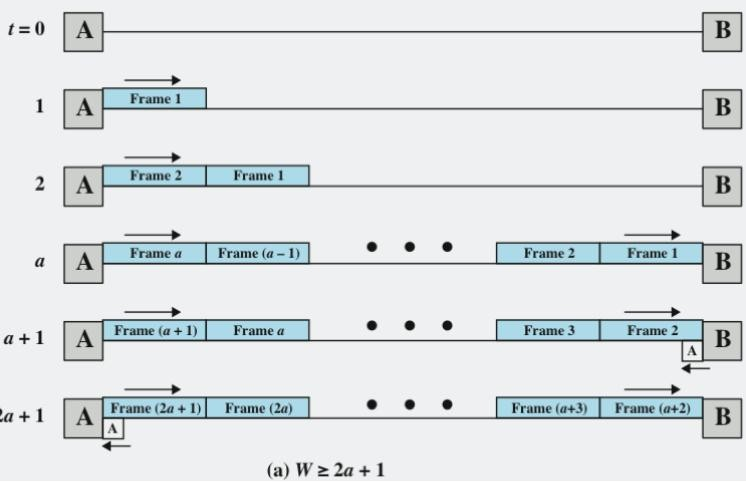 t = 0 A B
1 A Frame 1 B
2 A Frame 2 Frame 1 B
a A Frame a Frame (a – 1) • • • Frame 2 Frame 1 B
a + 1 A Frame (a + 1) Frame a • • • Frame 3 Frame 2 B
A
2a + 1 A Frame (2a + 1) Frame (2a) • • • Frame (a+3) Frame (a+2) B
A
(a) W ≥ 2a + 1